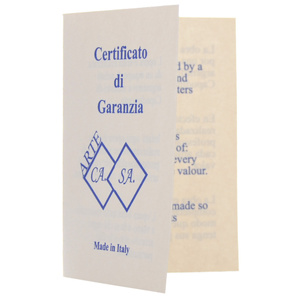 Certificato
di
Garanzia
ARTE
CA.
SA.
Made in Italy
d by a
nd
ters
s
of:
every
valour.
made so
s